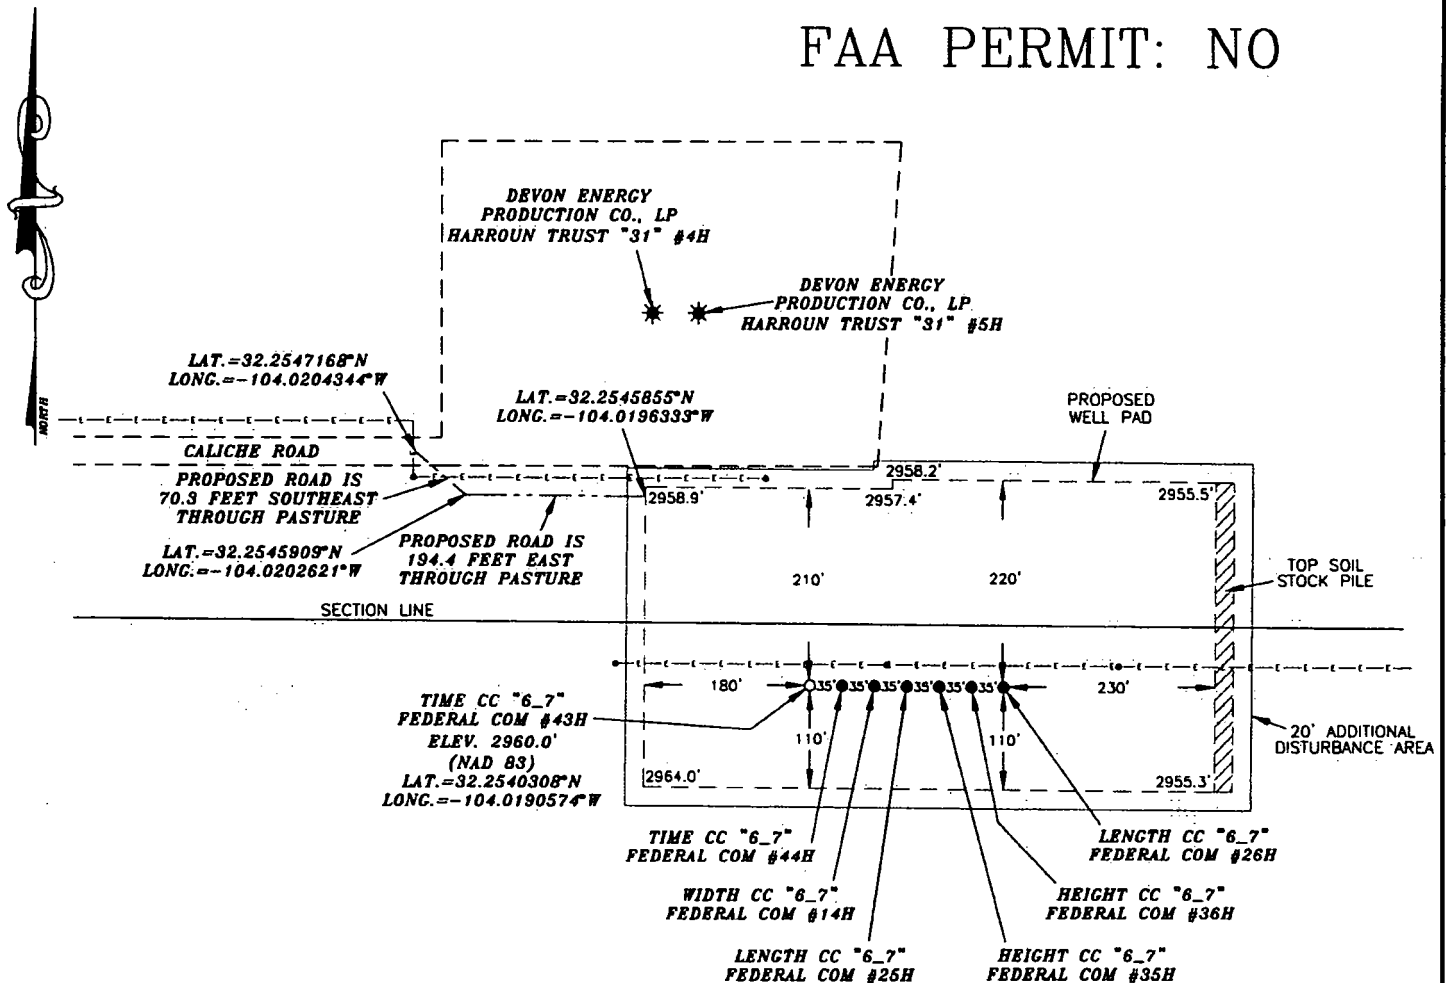 FAA PERMIT: NO
NORTH
DEVON ENERGY
PRODUCTION CO., LP
HARROUN TRUST "31" #4H
DEVON ENERGY
PRODUCTION CO., LP
HARROUN TRUST "31" #5H
LAT.=32.2547168°N
LONG.=-104.0204344°W
LAT.=32.2545855°N
LONG.=-104.0196333°W
PROPOSED
WELL PAD
CALICHE ROAD
PROPOSED ROAD IS
70.3 FEET SOUTHEAST
THROUGH PASTURE
2958.2'
2958.9'
2957.4'
2955.5'
LAT.=32.2545909°N
LONG.=-104.0202621°W
PROPOSED ROAD IS
194.4 FEET EAST
THROUGH PASTURE
210'
220'
TOP SOIL
STOCK PILE
SECTION LINE
180'
35'
35'
35'
35'
35'
35'
230'
TIME CC "6_7"
FEDERAL COM #43H
ELEV. 2960.0'
(NAD 83)
LAT.=32.2540308°N
LONG.=-104.0190574°W
110'
110'
20' ADDITIONAL
DISTURBANCE AREA
2964.0'
2955.3'
TIME CC "6_7"
FEDERAL COM #44H
LENGTH CC "6_7"
FEDERAL COM #26H
WIDTH CC "6_7"
FEDERAL COM #14H
HEIGHT CC "6_7"
FEDERAL COM #36H
LENGTH CC "6_7"
FEDERAL COM #25H
HEIGHT CC "6_7"
FEDERAL COM #35H